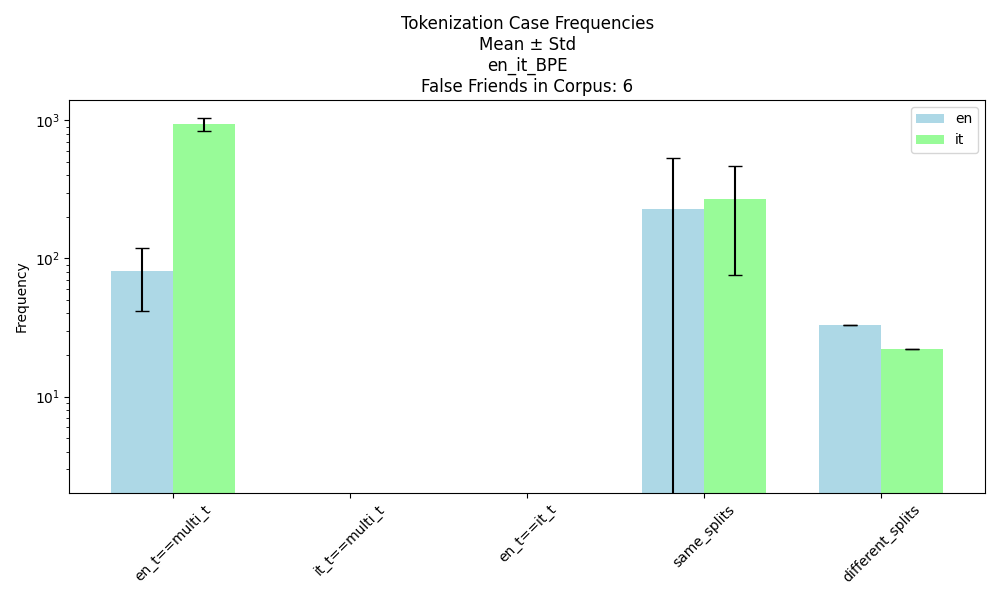 Tokenization Case Frequencies
Mean ± Std
en_it_BPE
False Friends in Corpus: 6
en
it
Frequency
10³
10²
10¹
en_t==multi_t
it_t==multi_t
en_t==it_t
same_splits
different_splits